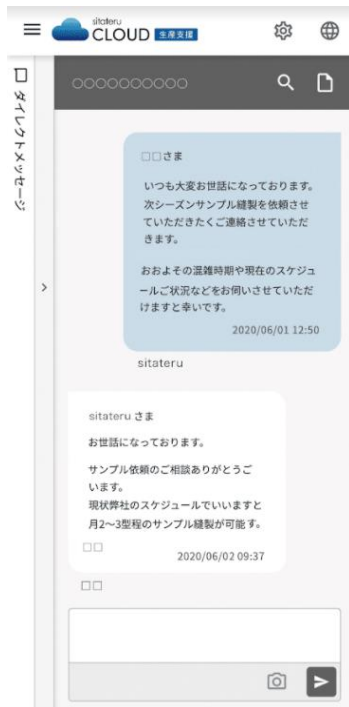 sitateru
CLOUD 生産支援
ダイレクトメッセージ
○○○○○○○○○○
□□さま
いつも大変お世話になっております。
次シーズンサンプル縫製を依頼させ
ていただきたくご連絡させていただ
きます。
おおよその混雑時期や現在のスケジュ
ールご状況などをお伺いさせていただ
けますと幸いです。
2020/06/01 12:50
sitateru
sitateru さま
お世話になっております。
サンプル依頼のご相談ありがとうご
います。
現状弊社のスケジュールでいいますと
月2〜3型程のサンプル縫製が可能す。
□□
2020/06/02 09:37
□□